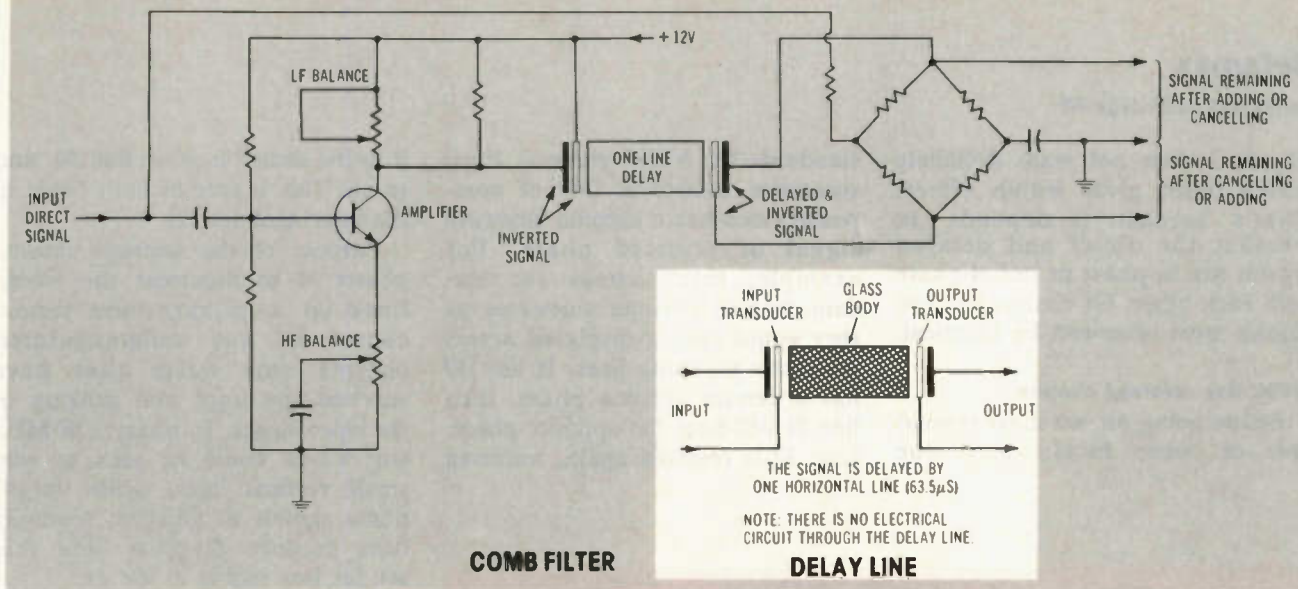 + 12V
LF BALANCE
SIGNAL REMAINING
AFTER ADDING OR
CANCELLING
ONE LINE
DELAY
INPUT
DIRECT
SIGNAL
AMPLIFIER
INVERTED
SIGNAL
DELAYED &
INVERTED
SIGNAL
SIGNAL REMAINING
AFTER CANCELLING
OR ADDING
HF BALANCE
INPUT
TRANSDUCER
GLASS
BODY
OUTPUT
TRANSDUCER
INPUT
OUTPUT
THE SIGNAL IS DELAYED BY
ONE HORIZONTAL LINE (63.5μS)
NOTE: THERE IS NO ELECTRICAL
CIRCUIT THROUGH THE DELAY LINE.
COMB FILTER
DELAY LINE